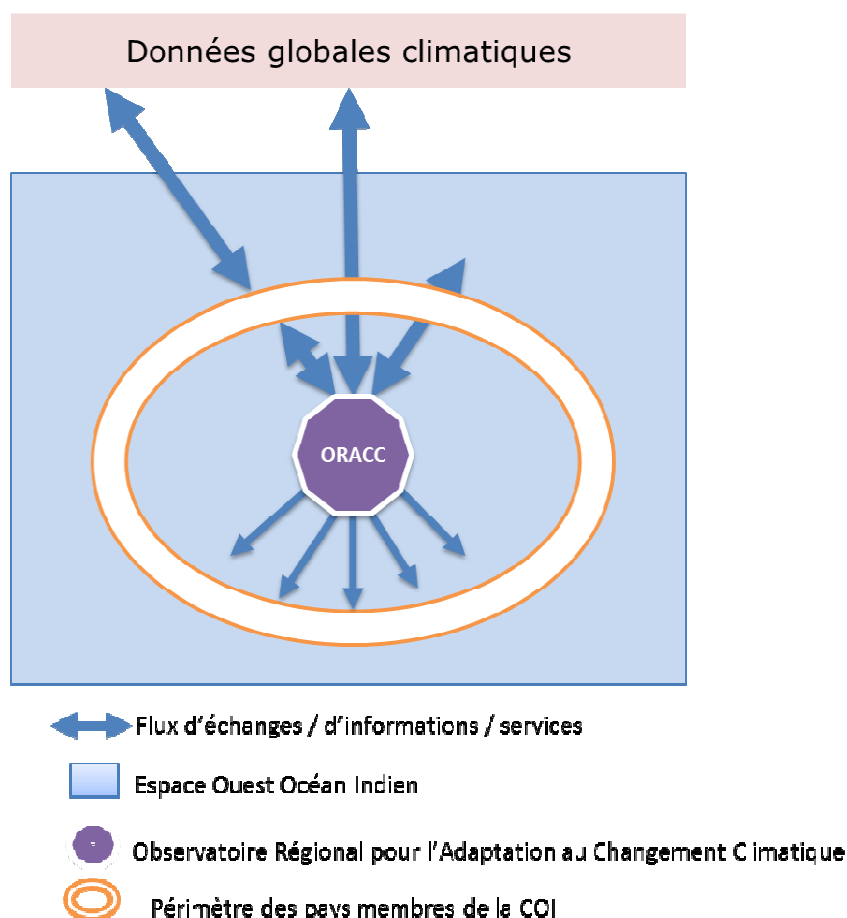 Données globales climatiques
ORACC
Flux d'échanges / d'informations / services
Espace Ouest Océan Indien
Observatoire Régional pour l'Adaptation au Changement C imatique
Périmètre des pays membres de la COI